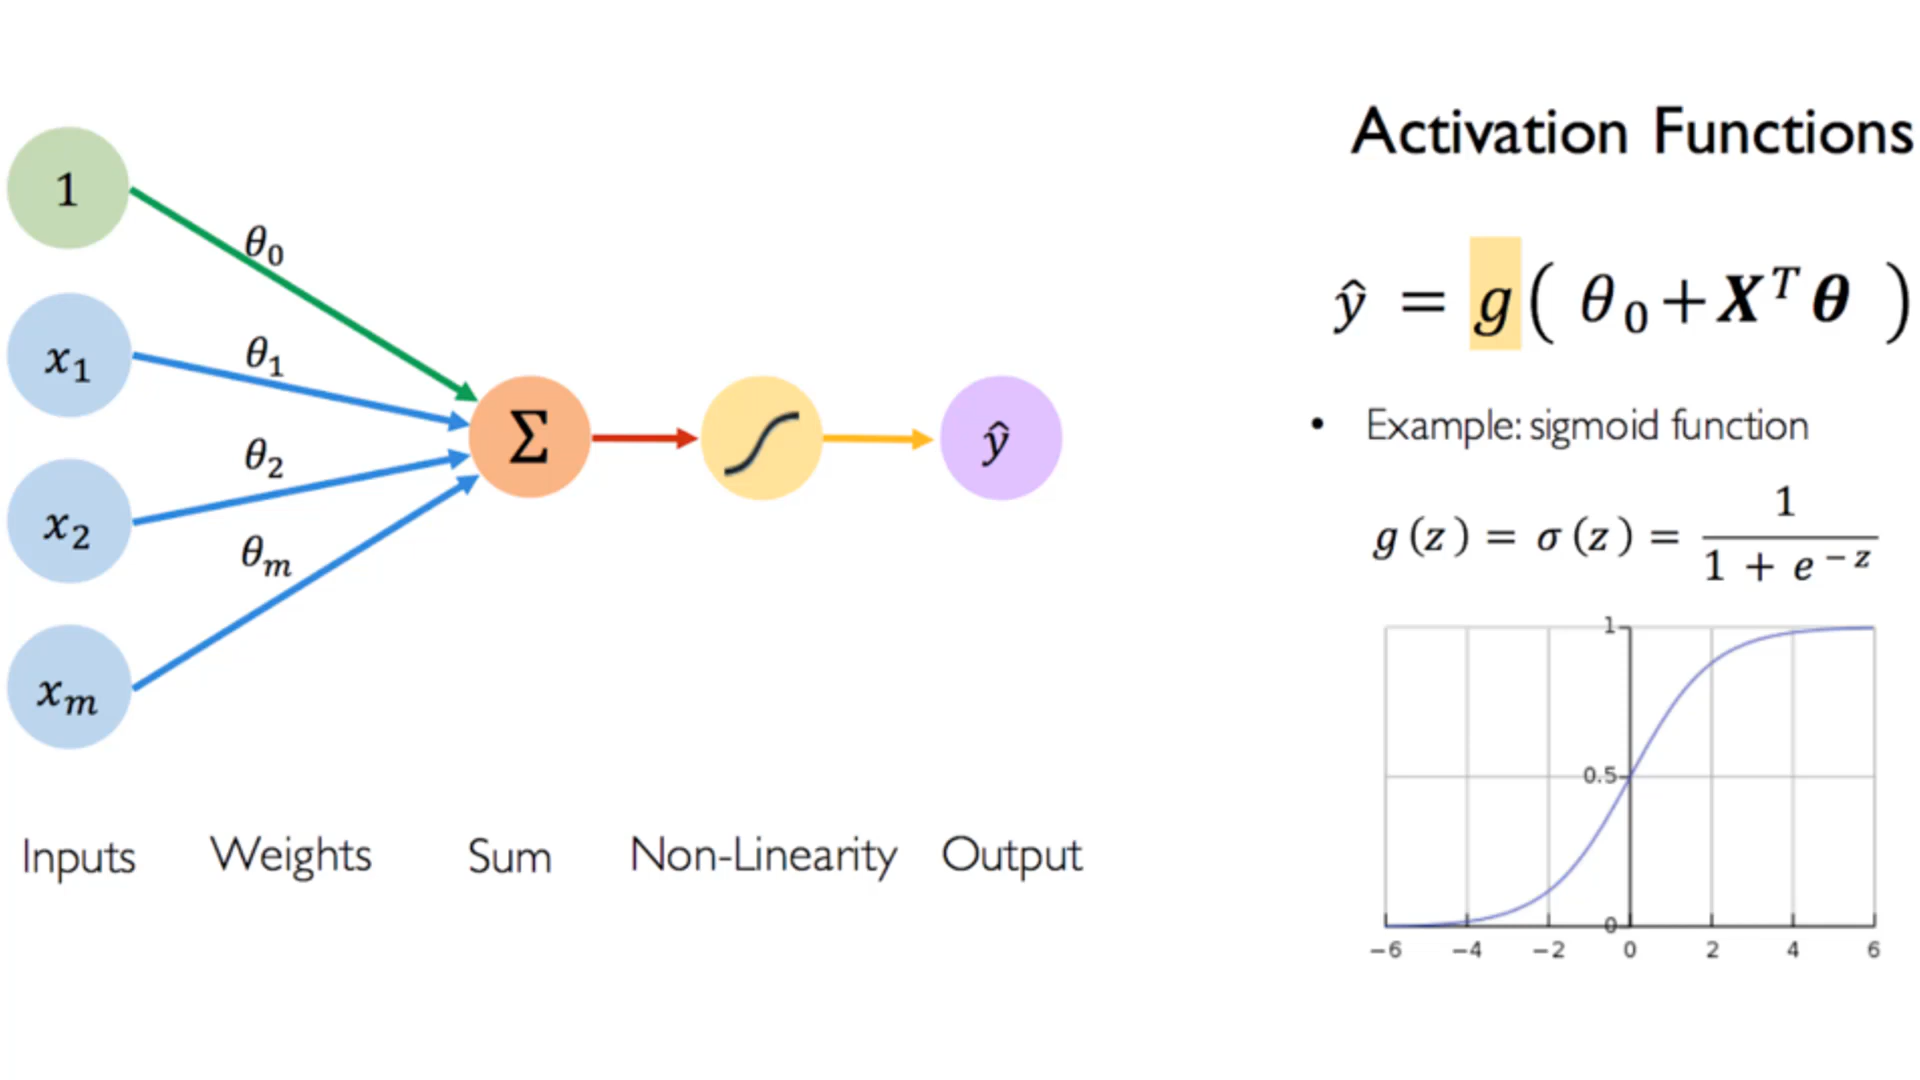 1
θ₀
x₁
θ₁
x₂
θ₂
xₘ
θₘ
Σ
ŷ
Inputs Weights Sum Non-Linearity Output
Activation Functions
ŷ = g ( θ₀ + Xᵀ θ )
• Example: sigmoid function
g (z) = σ (z) = 1 / (1 + e⁻ᶻ)
1
0.5
0
−6 −4 −2 0 2 4 6